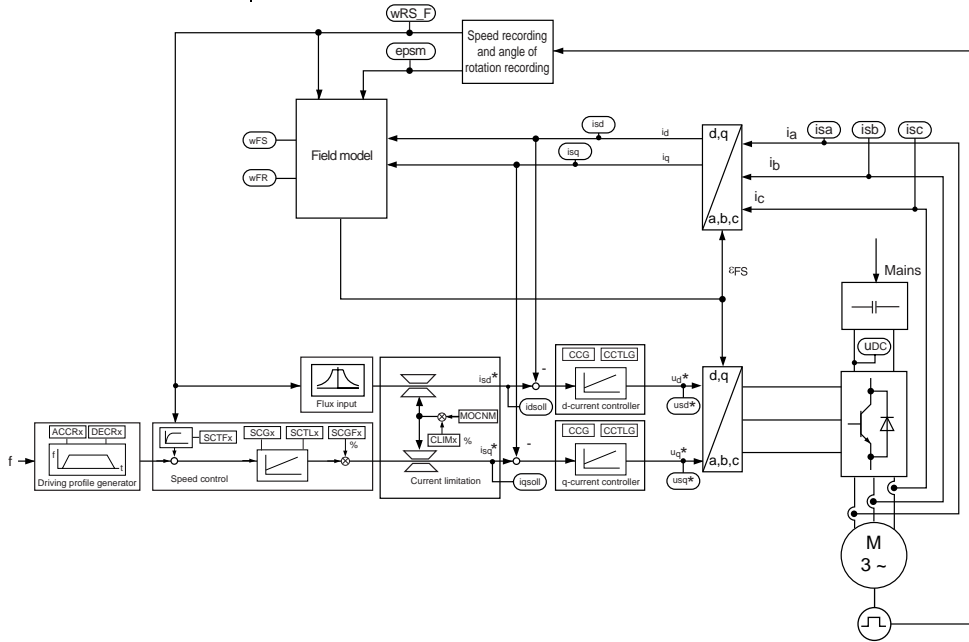 wRS_F
Speed recording
and angle of
rotation recording
epsm
wFS
wFR
Field model
isd
id
isq
iq
d,q
a,b,c
ia
isa
isb
isc
ib
ic
εFS
Mains
uDC
Flux input
isd*
-
idsoll
CCG
CCTLG
d-current controller
ud*
usd*
d,q
a,b,c
MOCNM
CLIMx
%
isq*
-
iqsoll
Current limitation
CCG
CCTLG
q-current controller
uq*
usq*
f
ACCRx
DECRx
f
t
Driving profile generator
SCTFx
SCGx
SCTLx
SCGFx
%
Speed control
M
3 ~